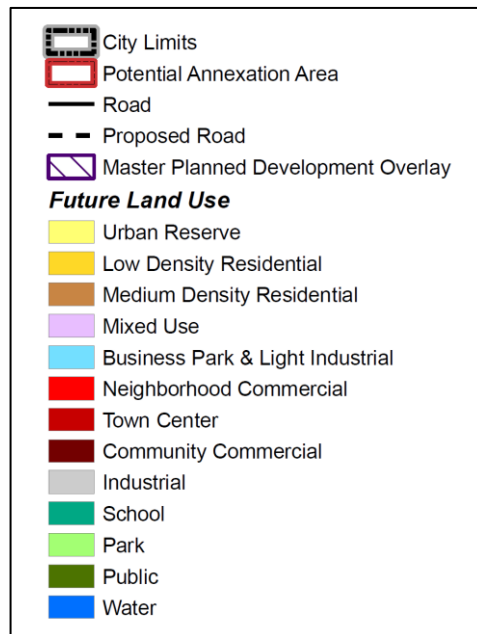 City Limits
Potential Annexation Area
Road
Proposed Road
Master Planned Development Overlay
Future Land Use
Urban Reserve
Low Density Residential
Medium Density Residential
Mixed Use
Business Park & Light Industrial
Neighborhood Commercial
Town Center
Community Commercial
Industrial
School
Park
Public
Water